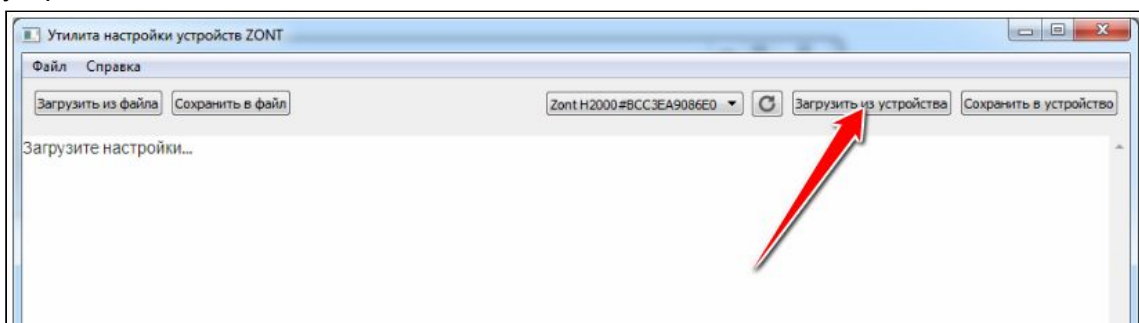 Утилита настройки устройств ZONT
Файл Справка
Загрузить из файла Сохранить в файл Zont H2000#BCC3EA9086E0 Загрузить из устройства Сохранить в устройство
Загрузите настройки...